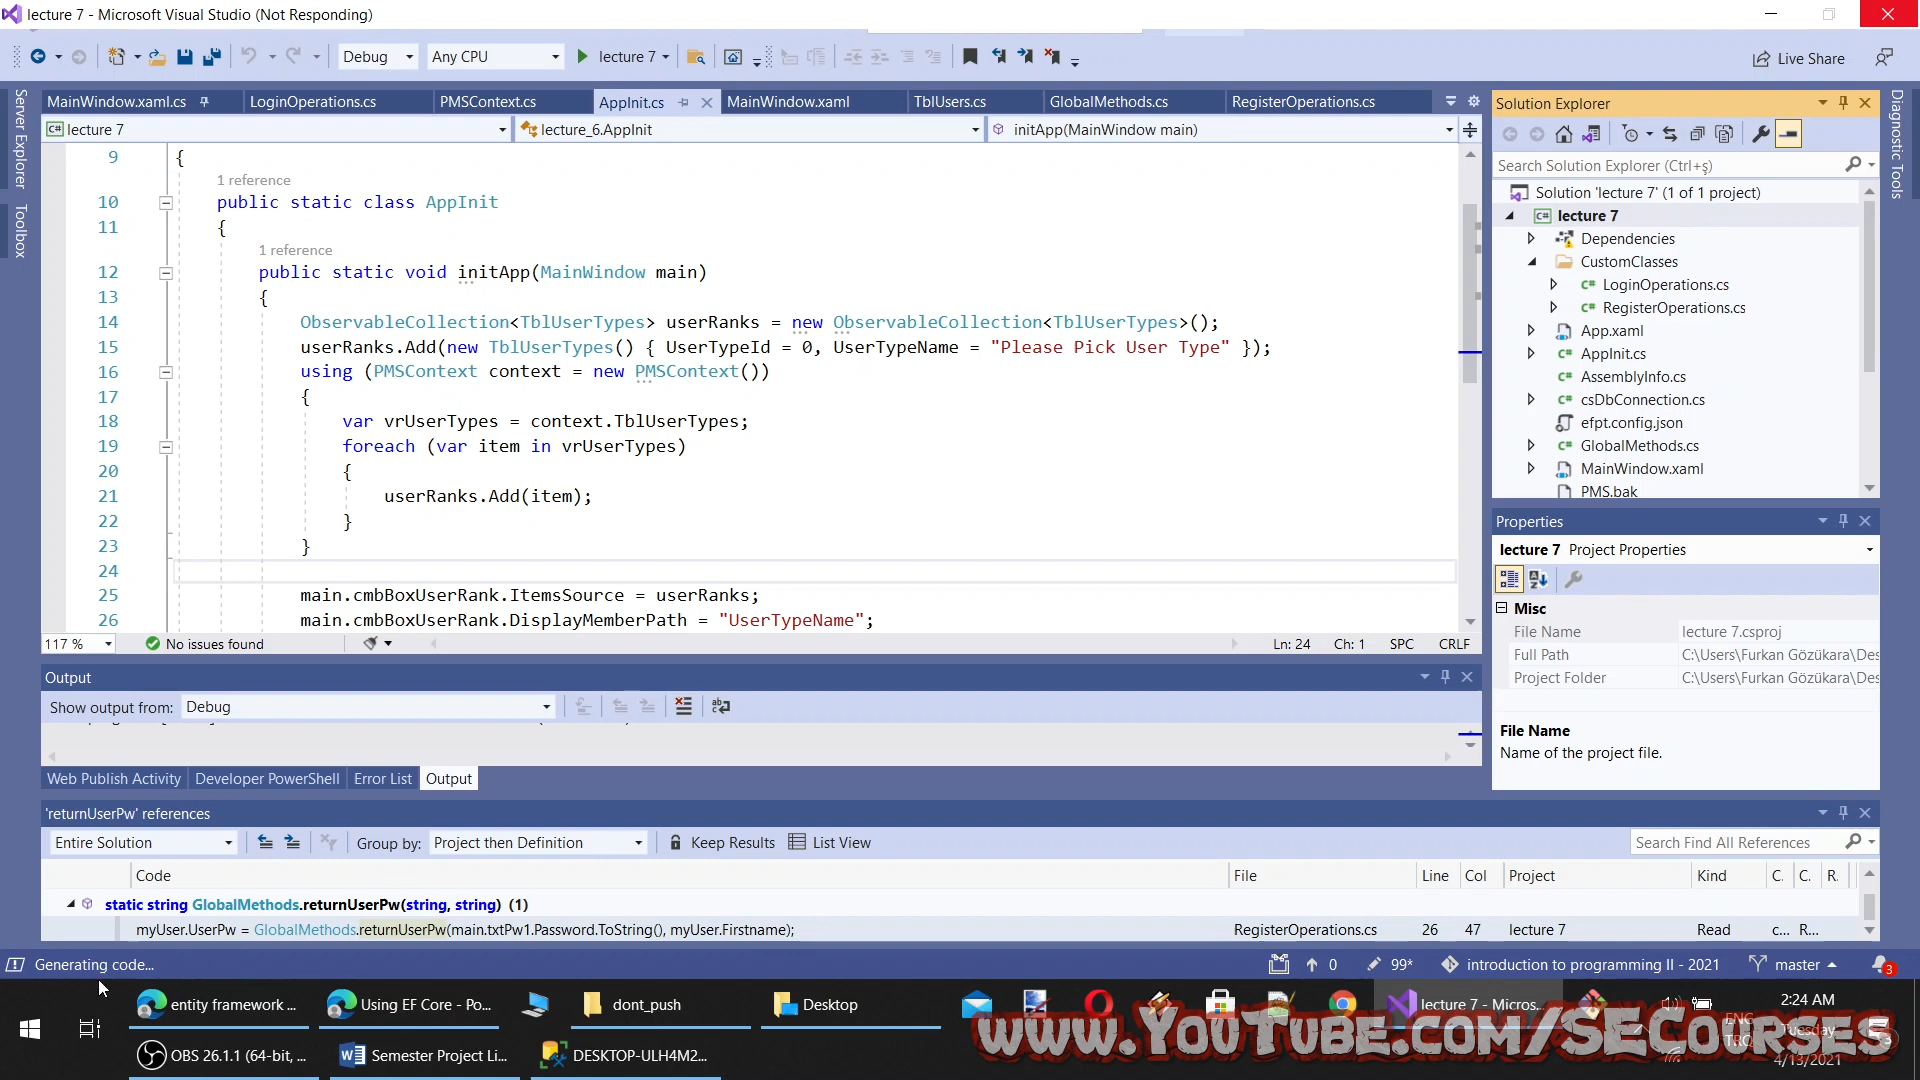 lecture 7 - Microsoft Visual Studio (Not Responding)
Debug Any CPU lecture 7 Live Share
MainWindow.xaml.cs LoginOperations.cs PMSContext.cs AppInit.cs MainWindow.xaml TblUsers.cs GlobalMethods.cs RegisterOperations.cs
lecture 7 lecture_6.AppInit initApp(MainWindow main)
Server Explorer
Toolbox
9 {
1 reference
10 public static class AppInit
11 {
1 reference
12 public static void initApp(MainWindow main)
13 {
14 ObservableCollection<TblUserTypes> userRanks = new ObservableCollection<TblUserTypes>();
15 userRanks.Add(new TblUserTypes() { UserTypeId = 0, UserTypeName = "Please Pick User Type" });
16 using (PMSContext context = new PMSContext())
17 {
18 var vrUserTypes = context.TblUserTypes;
19 foreach (var item in vrUserTypes)
20 {
21 userRanks.Add(item);
22 }
23 }
24
25 main.cmbBoxUserRank.ItemsSource = userRanks;
26 main.cmbBoxUserRank.DisplayMemberPath = "UserTypeName";
117 % No issues found Ln: 24 Ch: 1 SPC CRLF
Output
Show output from: Debug
Web Publish Activity Developer PowerShell Error List Output
'returnUserPw' references
Entire Solution Group by: Project then Definition Keep Results List View Search Find All References
Code File Line Col Project Kind C. C. R.
static string GlobalMethods.returnUserPw(string, string) (1)
myUser.UserPw = GlobalMethods.returnUserPw(main.txtPw1.Password.ToString(), myUser.Firstname); RegisterOperations.cs 26 47 lecture 7 Read c... R...
Solution Explorer
Search Solution Explorer (Ctrl+ş)
Solution 'lecture 7' (1 of 1 project)
lecture 7
Dependencies
CustomClasses
LoginOperations.cs
RegisterOperations.cs
App.xaml
AppInit.cs
AssemblyInfo.cs
csDbConnection.cs
efpt.config.json
GlobalMethods.cs
MainWindow.xaml
PMS.bak
Diagnostic Tools
Properties
lecture 7 Project Properties
Misc
File Name lecture 7.csproj
Full Path C:\Users\Furkan Gözükara\Des
Project Folder C:\Users\Furkan Gözükara\Des
File Name
Name of the project file.
Generating code... 0 99* introduction to programming II - 2021 master 3
entity framework ... Using EF Core - Po... dont_push Desktop lecture 7 - Micros... 2:24 AM
ENG Tuesday
TRQ 4/13/2021
OBS 26.1.1 (64-bit, ... Semester Project Li... DESKTOP-ULH4M2...
www.YouTube.com/SECourses